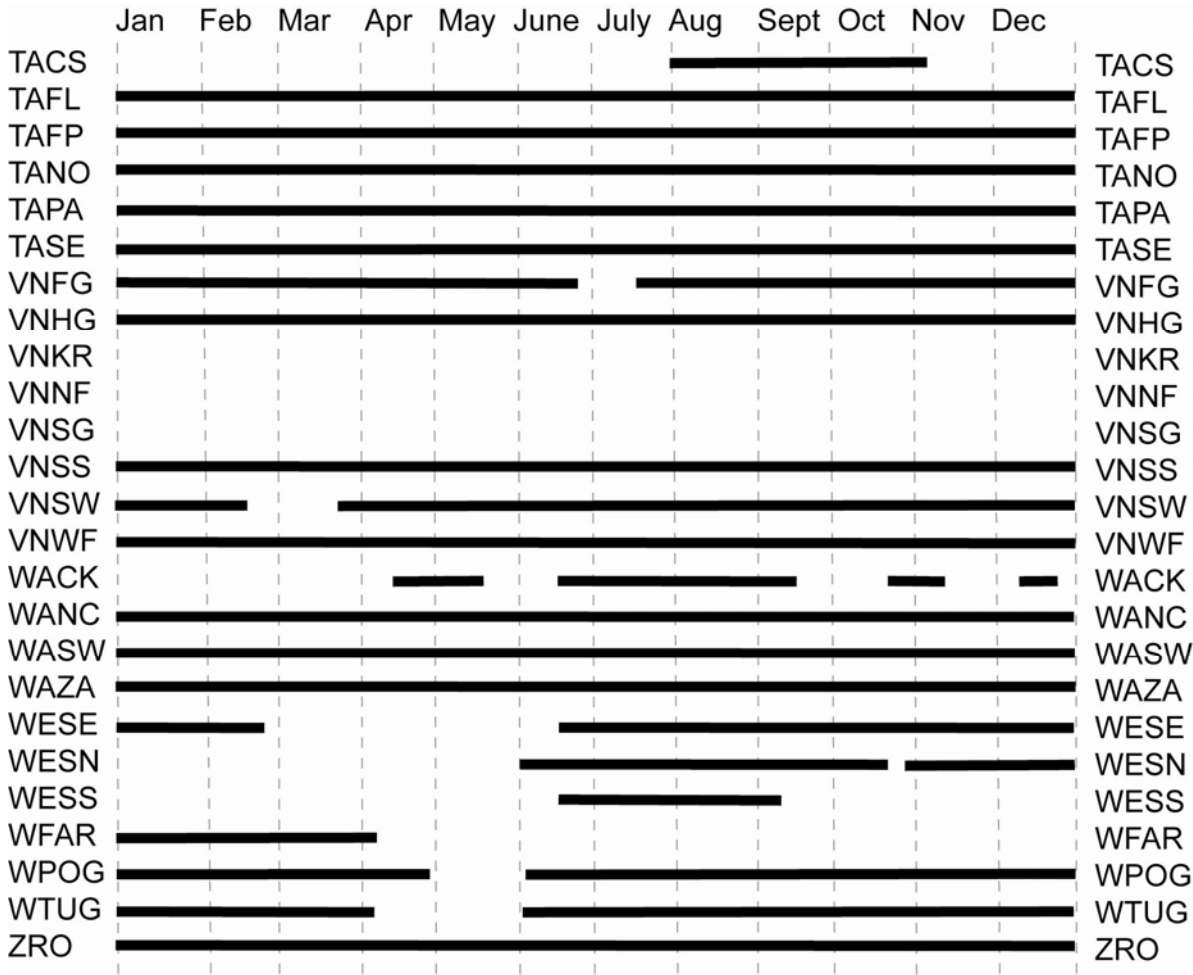 Jan Feb Mar Apr May June July Aug Sept Oct Nov Dec
TACS TACS
TAFL TAFL
TAFP TAFP
TANO TANO
TAPA TAPA
TASE TASE
VNFG VNFG
VNHG VNHG
VNKR VNKR
VNNF VNNF
VNSG VNSG
VNSS VNSS
VNSW VNSW
VNWF VNWF
WACK WACK
WANC WANC
WASW WASW
WAZA WAZA
WESE WESE
WESN WESN
WESS WESS
WFAR WFAR
WPOG WPOG
WTUG WTUG
ZRO ZRO